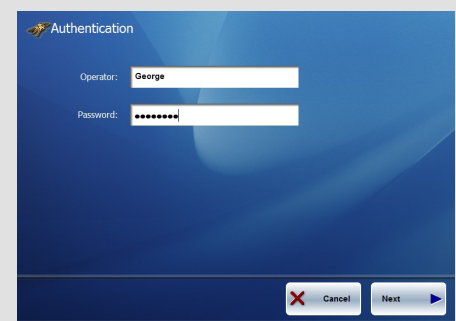 Authentication
Operator: George
Password: ••••••••
Cancel Next